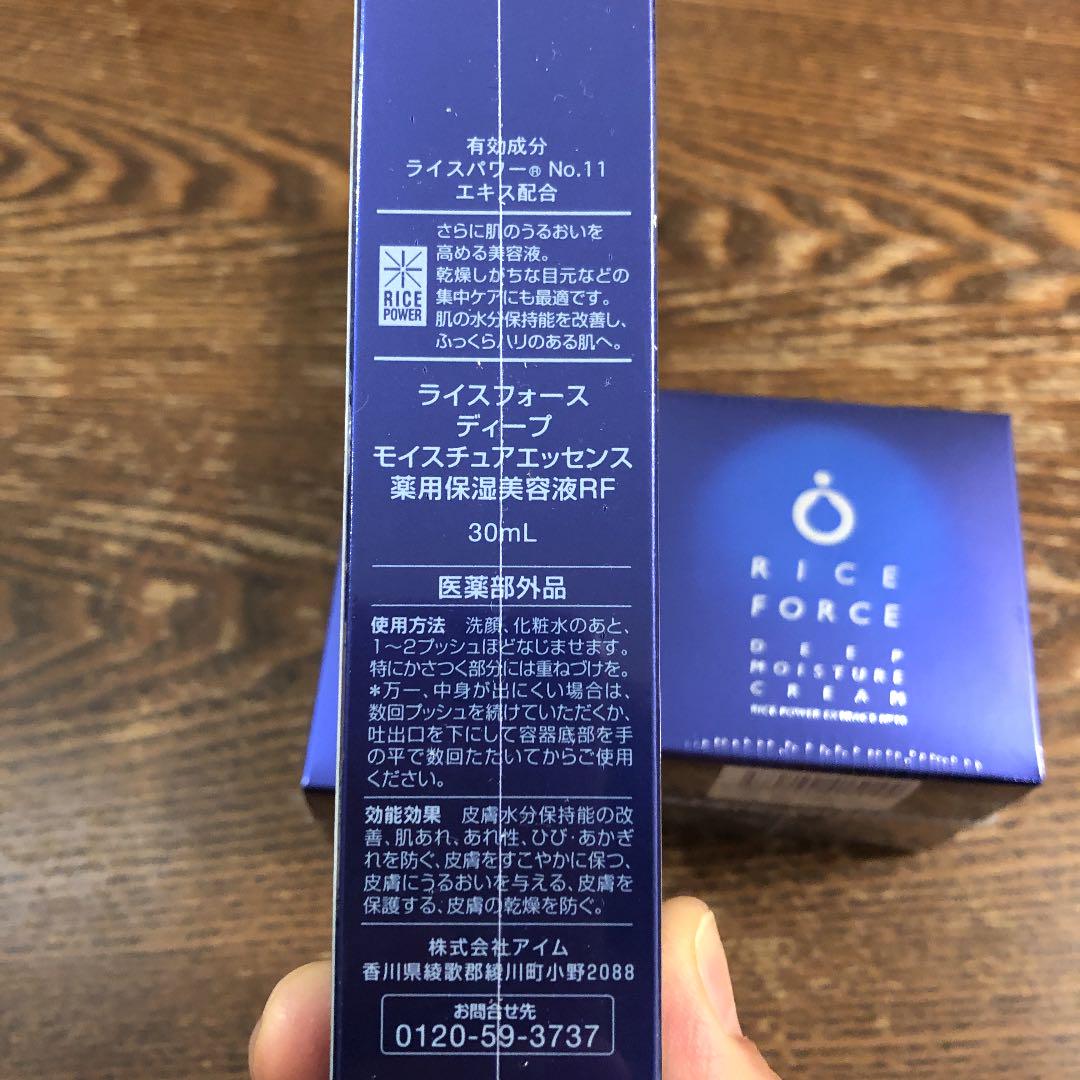 有効成分
ライスパワー® No.11
エキス配合
さらに肌のうるおいを
高める美容液。
乾燥しがちな目元などの
集中ケアにも最適です。
肌の水分保持能を改善し、
ふっくらハリのある肌へ。
RICE
POWER
ライスフォース
ディープ
モイスチュアエッセンス
薬用保湿美容液RF
30mL
医薬部外品
使用方法 洗顔、化粧水のあと、
1〜2プッシュほどなじませます。
特にかさつく部分には重ねづけを。
*万一、中身が出にくい場合は、
数回プッシュを続けていただくか、
吐出口を下にして容器底部を手
の平で数回たたいてからご使用
ください。
効能効果 皮膚水分保持能の改
善、肌あれ、あれ性、ひび・あかぎ
れを防ぐ、皮膚をすこやかに保つ、
皮膚にうるおいを与える、皮膚を
保護する、皮膚の乾燥を防ぐ。
株式会社アイム
香川県綾歌郡綾川町小野2088
お問合せ先
0120-59-3737
RICE
FORCE
DEEP
MOISTURE
CREAM
RICE POWER EXTRACT